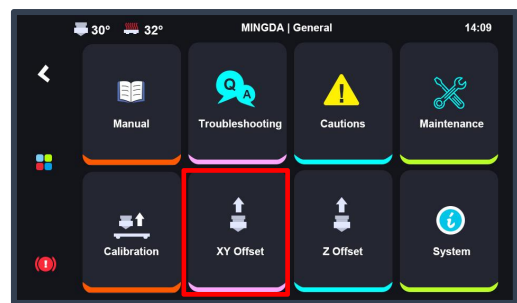 30° 32° MINGDA | General 14:09
Q A
Manual Troubleshooting Cautions Maintenance
Calibration XY Offset Z Offset System